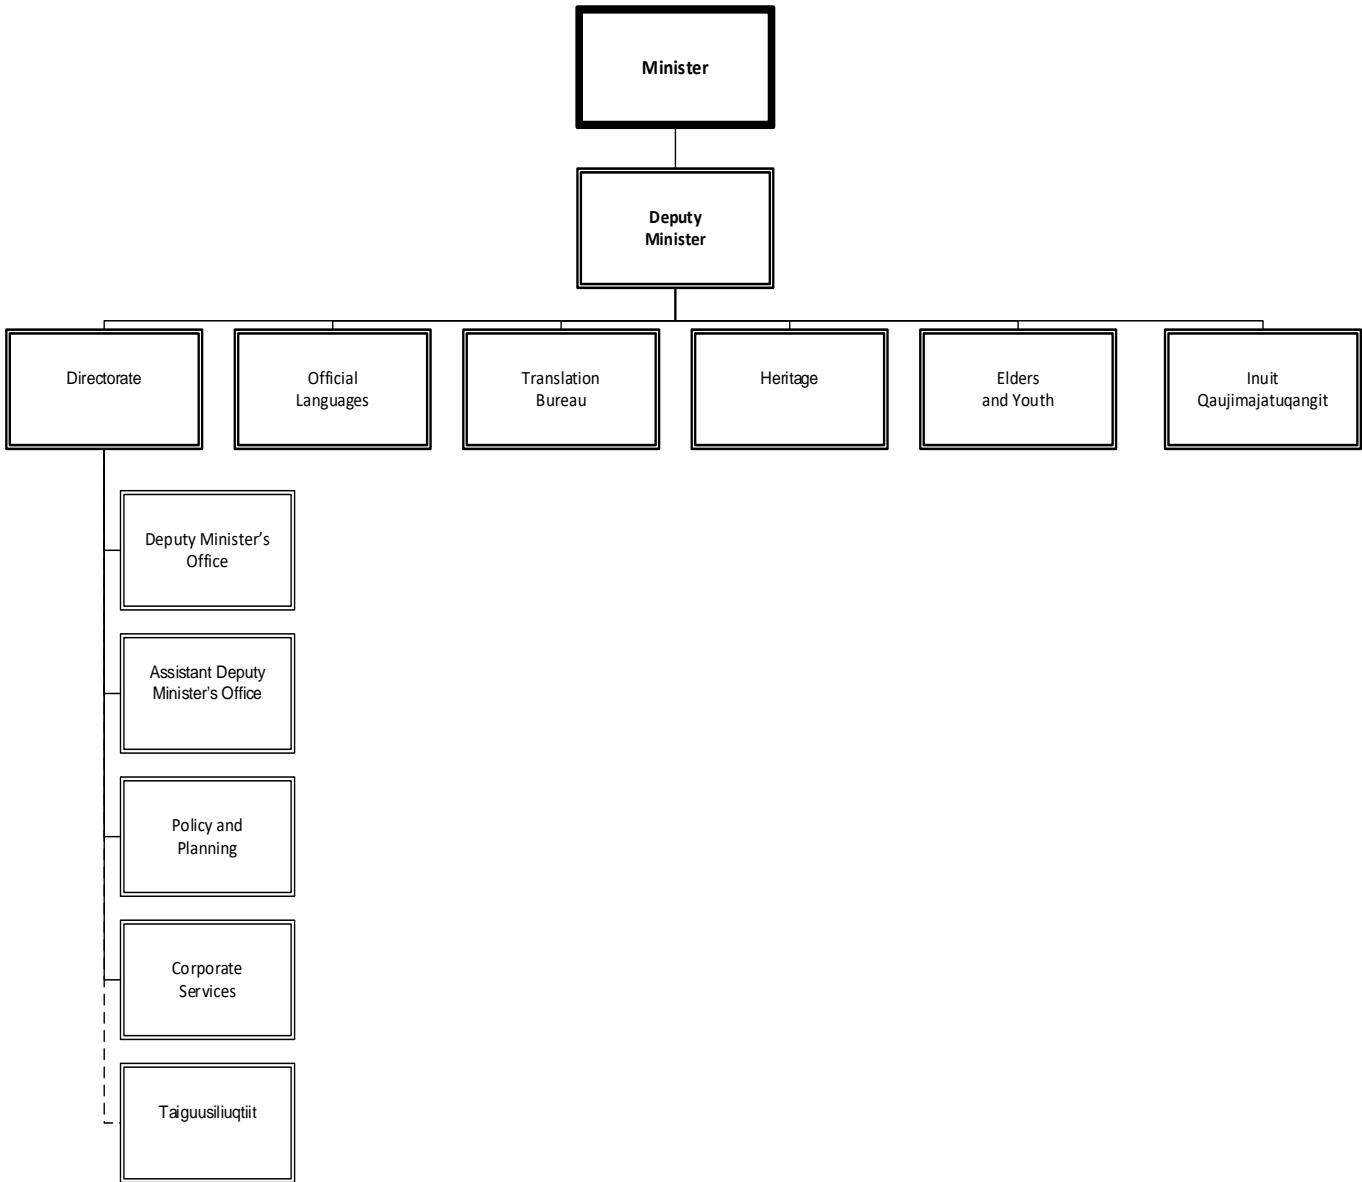 Minister
Deputy
Minister
Directorate
Official
Languages
Translation
Bureau
Heritage
Elders
and Youth
Inuit
Qaujimajatuqangit
Deputy Minister’s
Office
Assistant Deputy
Minister’s Office
Policy and
Planning
Corporate
Services
Taiguusiliuqtiit